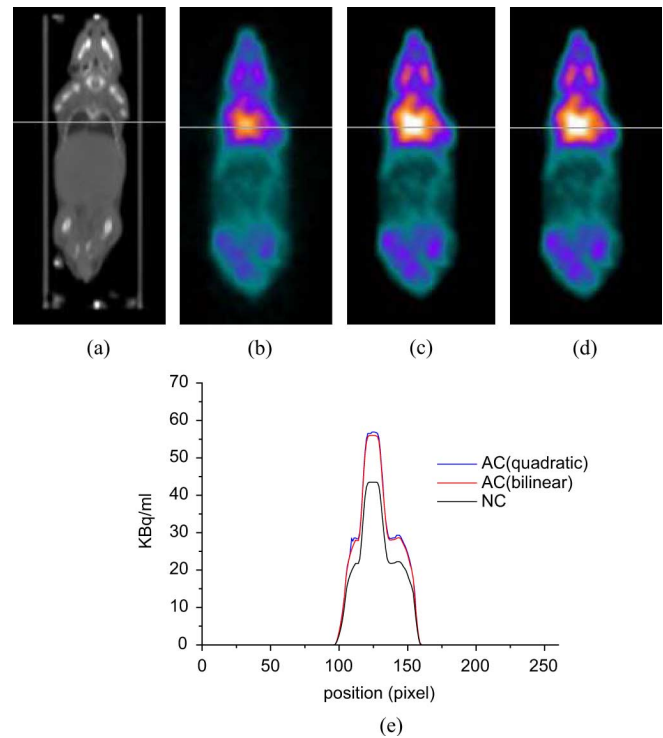 (a) (b) (c) (d)
70
60
50
40
30
20
10
0
KBq/ml
AC(quadratic)
AC(bilinear)
NC
0 50 100 150 200 250
position (pixel)
(e)